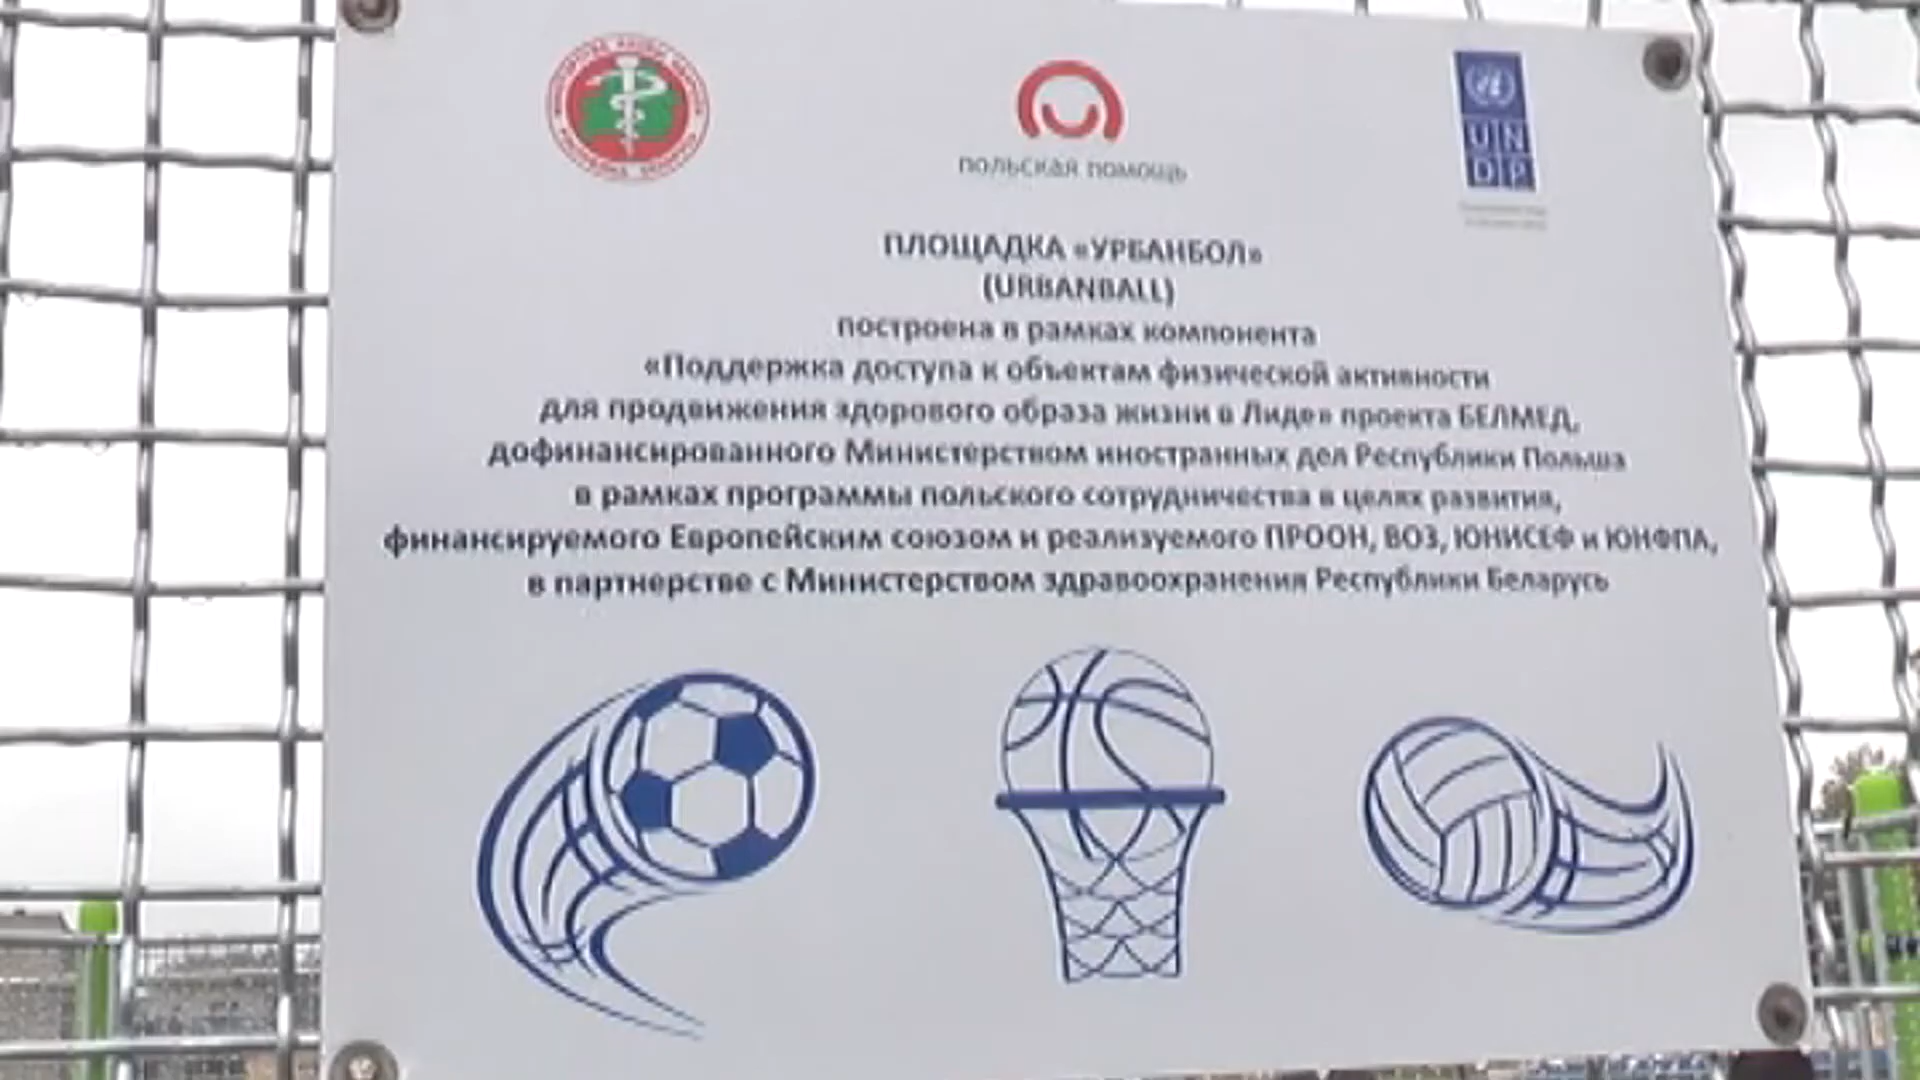 польская помощь
UN
DP
ПЛОЩАДКА «УРБАНБОЛ»
(URBANBALL)
построена в рамках компонента
«Поддержка доступа к объектам физической активности
для продвижения здорового образа жизни в Лиде» проекта БЕЛМЕД,
дофинансированного Министерством иностранных дел Республики Польша
в рамках программы польского сотрудничества в целях развития,
финансируемого Европейским союзом и реализуемого ПРООН, ВОЗ, ЮНИСЕФ и ЮНФПА,
в партнерстве с Министерством здравоохранения Республики Беларусь